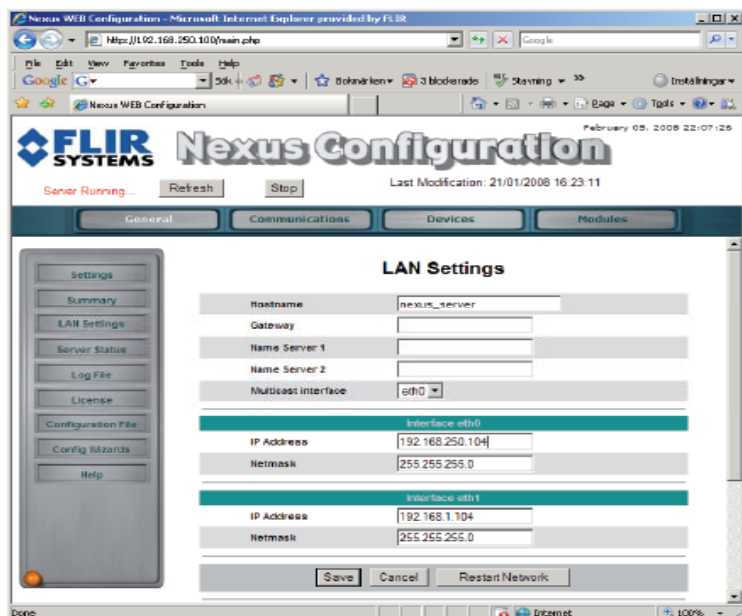 Nexus WEB Configuration - Microsoft Internet Explorer provided by FLIR
http://192.168.250.100/main.php
Google
File Edit View Favorites Tools Help
Google G Sök Bokmärken 3 blockerade Stavning Inställningar
Nexus WEB Configuration Page Tools
FLIR SYSTEMS
Nexus Configuration
February 05, 2008 22:07:26
Server Running... Refresh Stop Last Modification: 21/01/2008 16:23:11
General Communications Devices Modules
Settings
Summary
LAN Settings
Server Status
Log File
License
Configuration File
Config Wizards
Help
LAN Settings
Hostname nexus_server
Gateway
Name Server 1
Name Server 2
Multicast interface eth0
Interface eth0
IP Address 192.168.250.104
Netmask 255.255.255.0
Interface eth1
IP Address 192.168.1.104
Netmask 255.255.255.0
Save Cancel Restart Network
Done Internet 100%